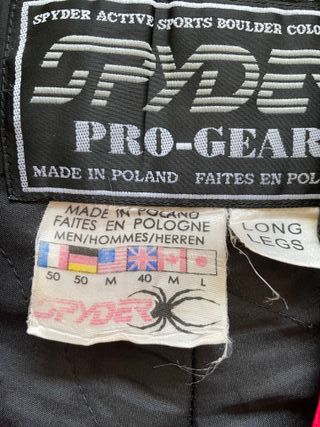 SPYDER ACTIVE SPORTS BOULDER COLO
SPYDER
PRO-GEAR
MADE IN POLAND FAITES EN POL
MADE IN POLAND
FAITES EN POLOGNE
MEN/HOMMES/HERREN
50 50 M 40 M L
SPYDER
LONG
LEGS